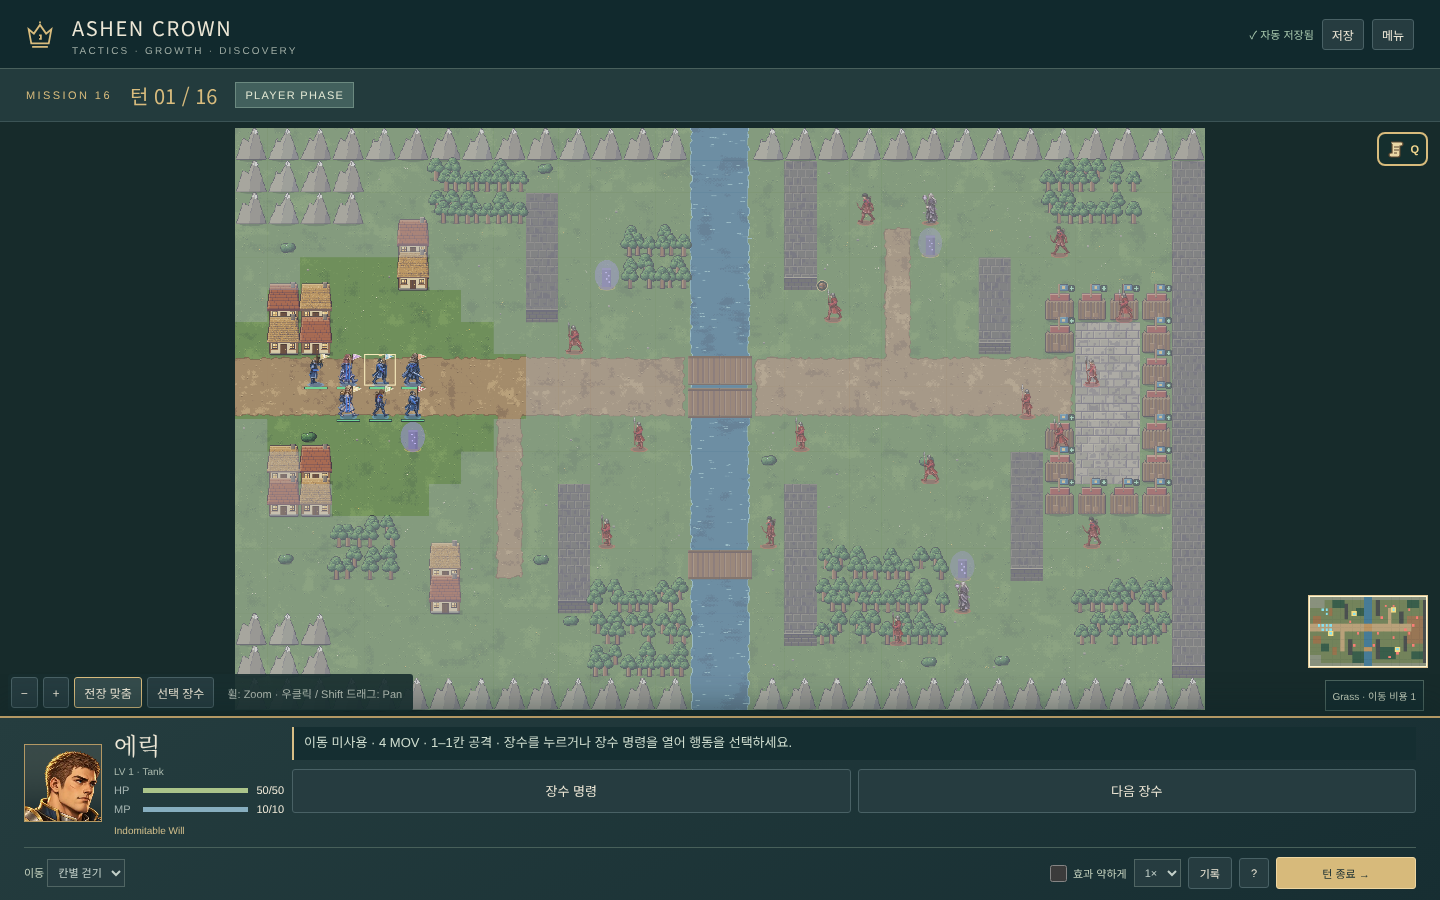 ASHEN CROWN
TACTICS · GROWTH · DISCOVERY
✓ 자동 저장됨
저장
메뉴
MISSION 16
턴 01 / 16
PLAYER PHASE
Q
−
+
전장 맞춤
선택 장수
휠: Zoom · 우클릭 / Shift 드래그: Pan
Grass · 이동 비용 1
에릭
LV 1 · Tank
HP 50/50
MP 10/10
Indomitable Will
이동 미사용 · 4 MOV · 1–1칸 공격 · 장수를 누르거나 장수 명령을 열어 행동을 선택하세요.
장수 명령
다음 장수
이동
칸별 걷기
효과 약하게
1×
기록
?
턴 종료 →